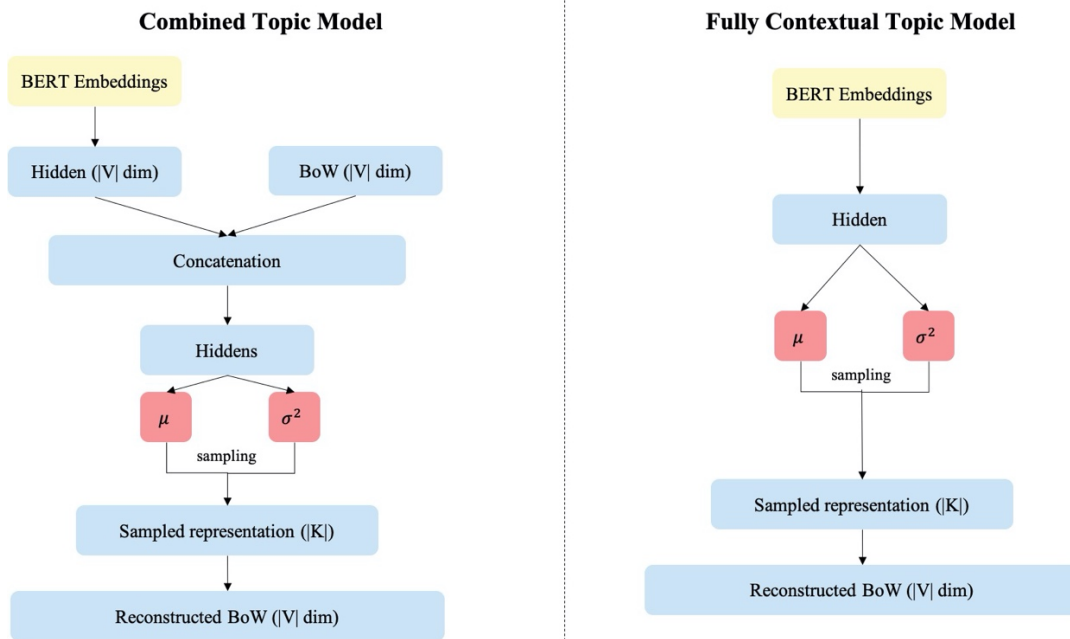 Combined Topic Model
BERT Embeddings
Hidden (|V| dim)
BoW (|V| dim)
Concatenation
Hiddens
μ
σ²
sampling
Sampled representation (|K|)
Reconstructed BoW (|V| dim)
Fully Contextual Topic Model
BERT Embeddings
Hidden
μ
σ²
sampling
Sampled representation (|K|)
Reconstructed BoW (|V| dim)